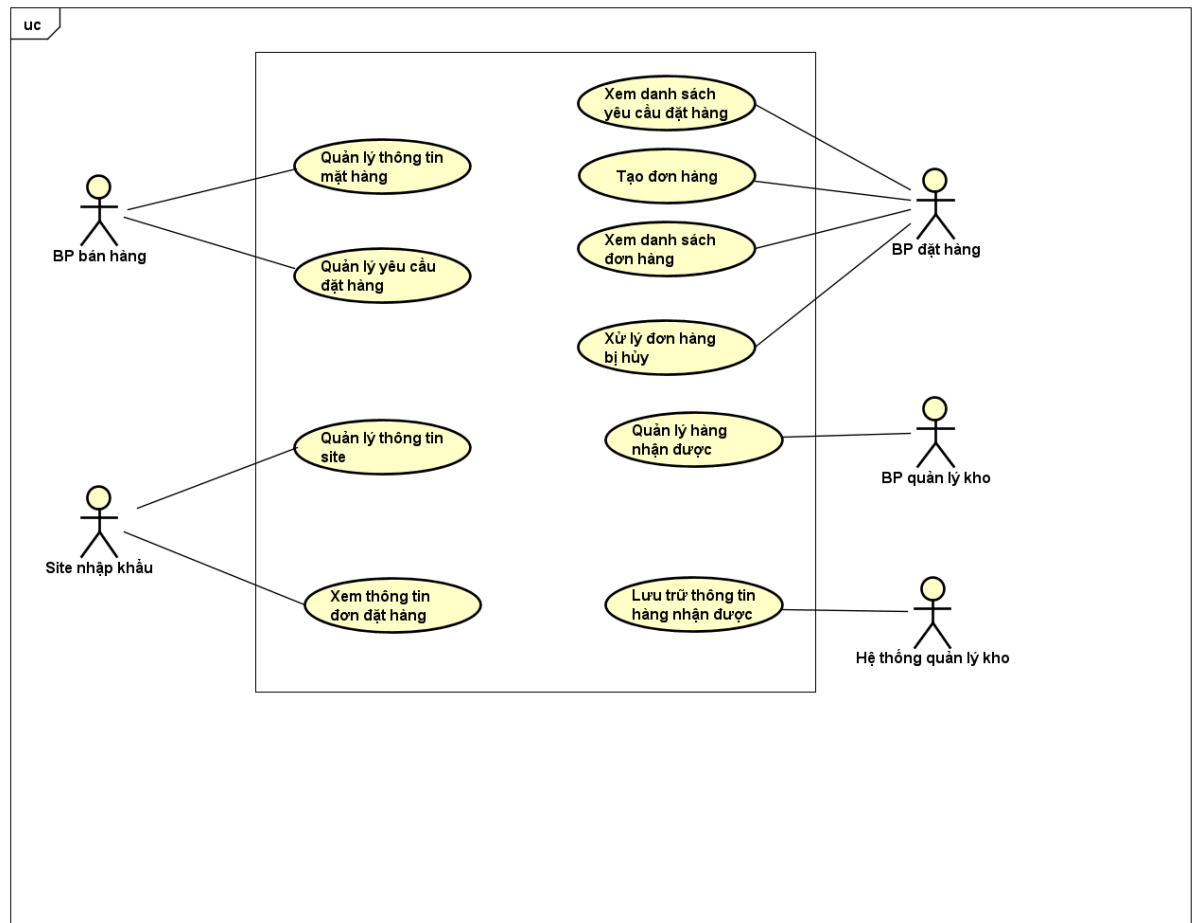 uc
Xem danh sách
yêu cầu đặt hàng
Quản lý thông tin
mặt hàng
Tạo đơn hàng
BP bán hàng
BP đặt hàng
Xem danh sách
đơn hàng
Quản lý yêu cầu
đặt hàng
Xử lý đơn hàng
bị hủy
Quản lý thông tin
site
Quản lý hàng
nhận được
BP quản lý kho
Site nhập khẩu
Xem thông tin
đơn đặt hàng
Lưu trữ thông tin
hàng nhận được
Hệ thống quản lý kho